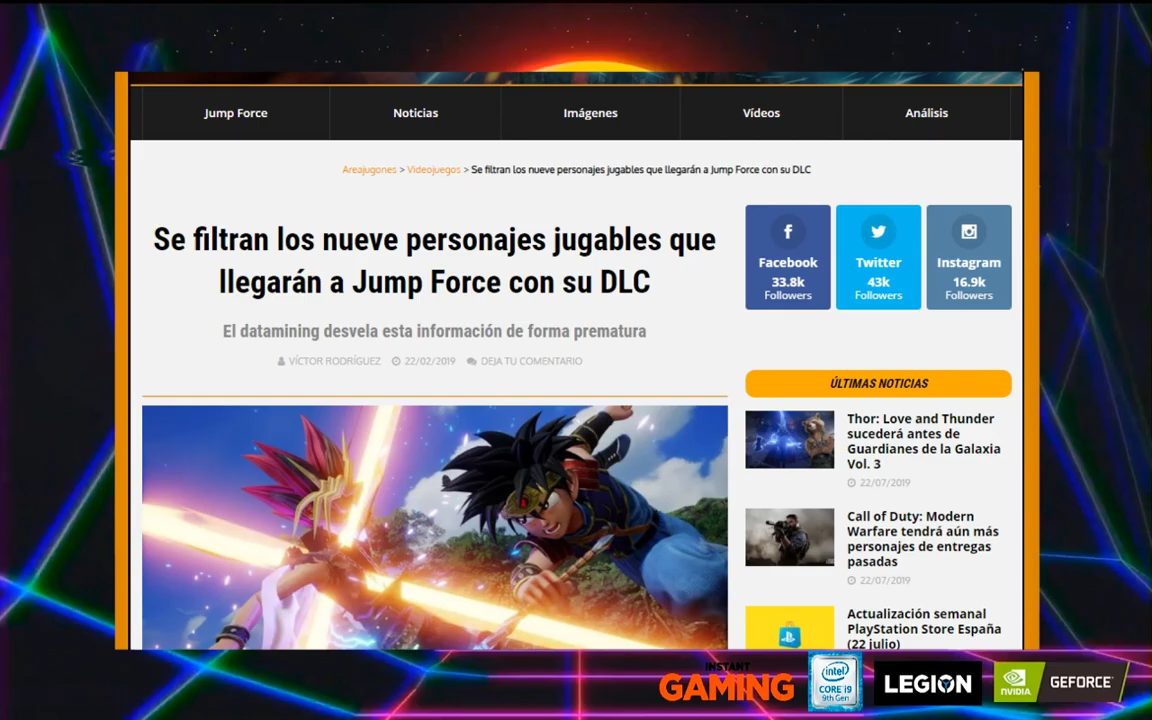 Jump Force
Noticias
Imágenes
Vídeos
Análisis
Areajugones > Videojuegos > Se filtran los nueve personajes jugables que llegarán a Jump Force con su DLC
Se filtran los nueve personajes jugables que
llegarán a Jump Force con su DLC
El datamining desvela esta información de forma prematura
VÍCTOR RODRÍGUEZ 22/02/2019 DEJA TU COMENTARIO
Facebook
33.8k
Followers
Twitter
43k
Followers
Instagram
16.9k
Followers
ÚLTIMAS NOTICIAS
Thor: Love and Thunder
sucederá antes de
Guardianes de la Galaxia
Vol. 3
22/07/2019
Call of Duty: Modern
Warfare tendrá aún más
personajes de entregas
pasadas
22/07/2019
Actualización semanal
PlayStation Store España
(22 julio)
INSTANT
GAMING
intel
CORE i9
9th Gen
LEGION
NVIDIA
GEFORCE